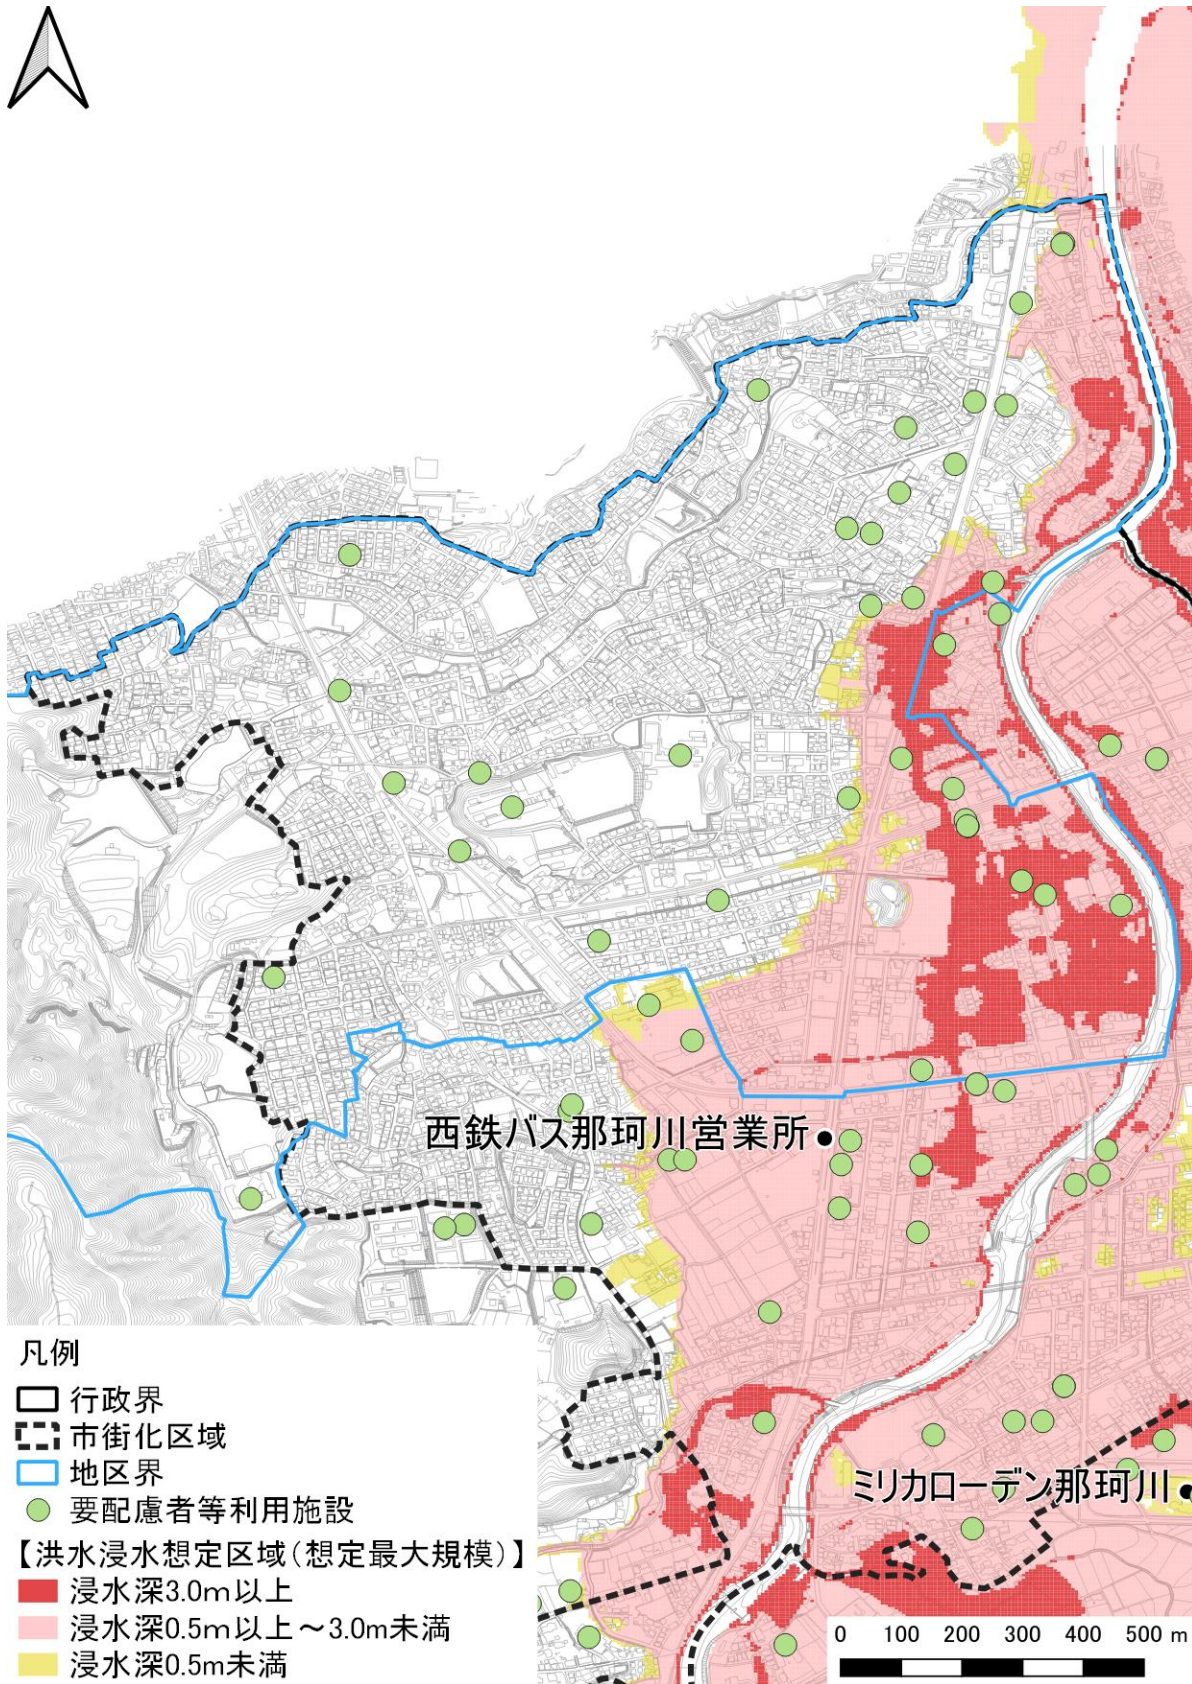 西鉄バス那珂川営業所
ミリカローデン那珂川
凡例
行政界
市街化区域
地区界
要配慮者等利用施設
【洪水浸水想定区域(想定最大規模)】
浸水深3.0m以上
浸水深0.5m以上～3.0m未満
浸水深0.5m未満
0 100 200 300 400 500 m